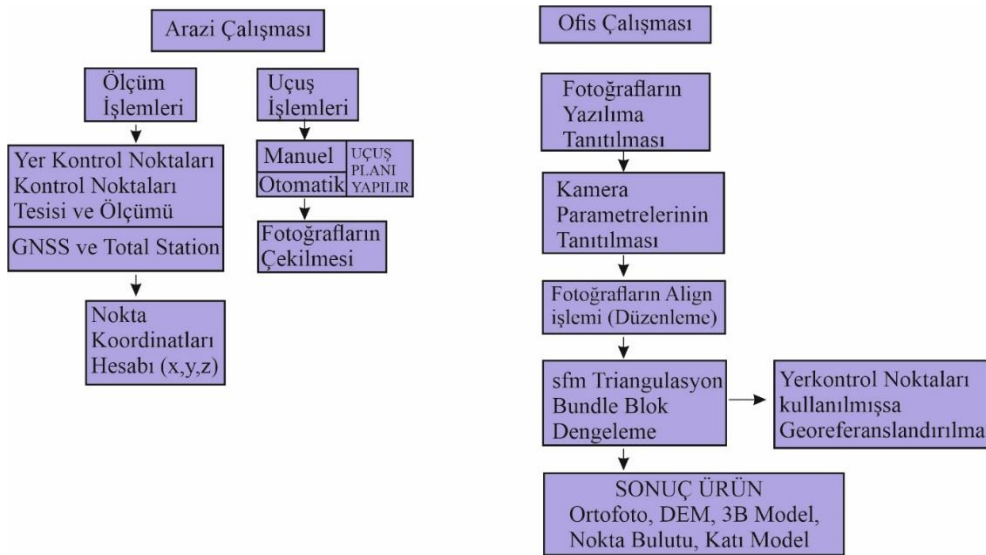 Arazi Çalışması
Ölçüm
İşlemleri
Uçuş
İşlemleri
Yer Kontrol Noktaları
Kontrol Noktaları
Tesisi ve Ölçümü
GNSS ve Total Station
Manuel
Otomatik
UÇUŞ
PLANI
YAPILIR
Fotoğrafların
Çekilmesi
Nokta
Koordinatları
Hesabı (x,y,z)
Ofis Çalışması
Fotoğrafların
Yazılıma
Tanıtılması
Kamera
Parametrelerinin
Tanıtılması
Fotoğrafların Align
işlemi (Düzenleme)
sfm Triangulasyon
Bundle Blok
Dengeleme
Yerkontrol Noktaları
kullanılmışsa
Georeferanslandırılma
SONUÇ ÜRÜN
Ortofoto, DEM, 3B Model,
Nokta Bulutu, Katı Model